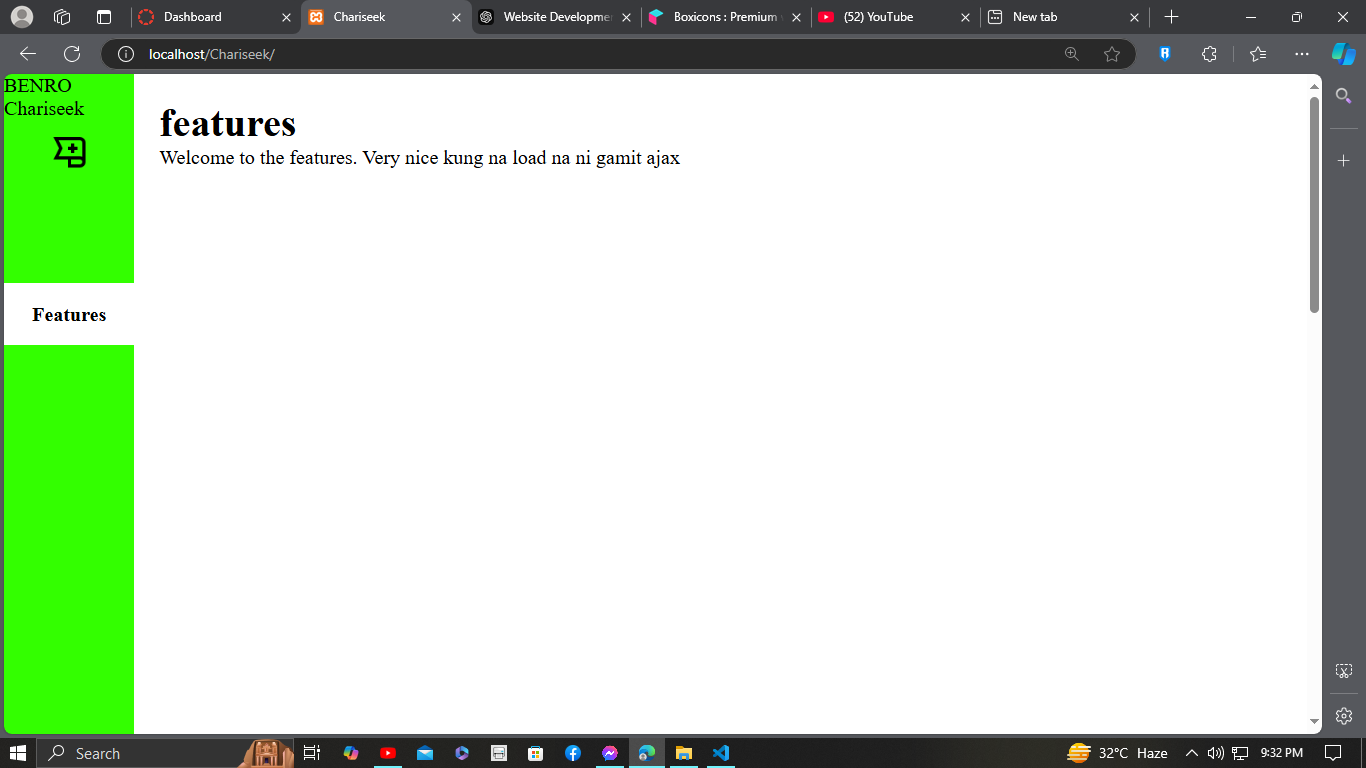 Dashboard
Chariseek
Website Developme
Boxicons : Premium
(52) YouTube
New tab
localhost/Chariseek/
BENRO
Chariseek
features
Welcome to the features. Very nice kung na load na ni gamit ajax
Features
Search
32°C Haze
9:32 PM